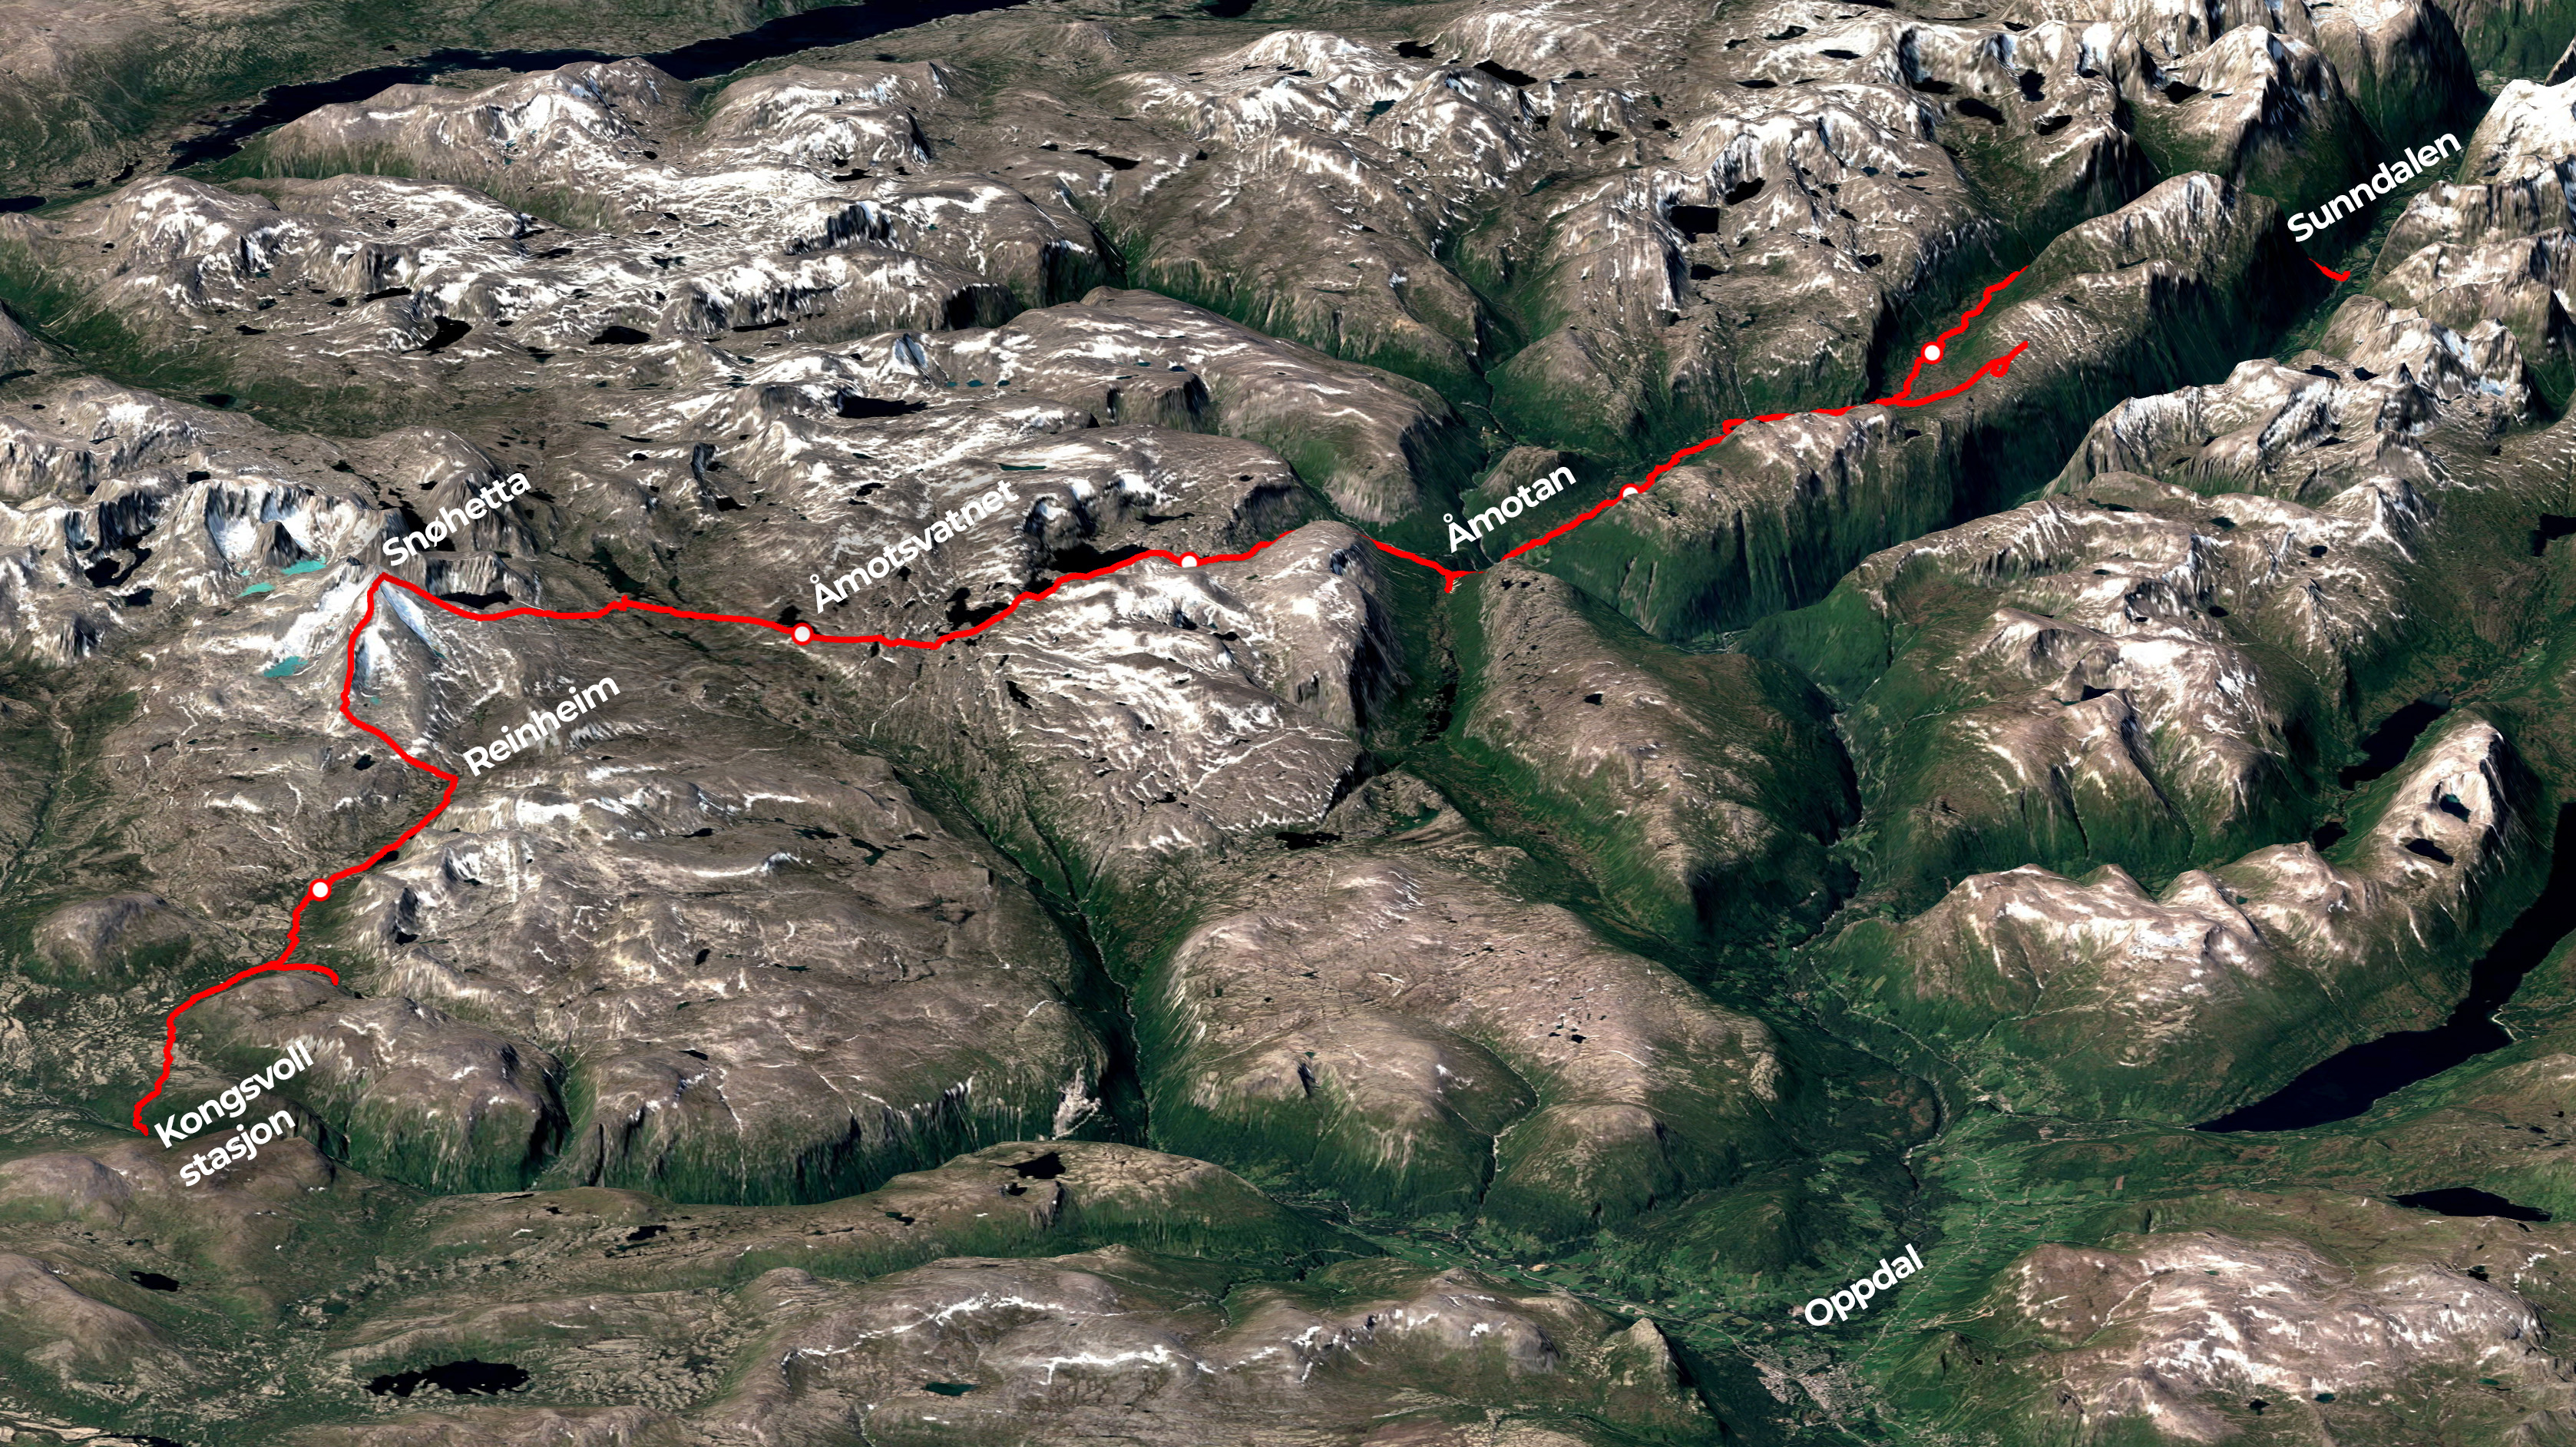 Sunndalen
Snøhetta
Åmotsvatnet
Åmotan
Reinheim
Kongsvoll
stasjon
Oppdal